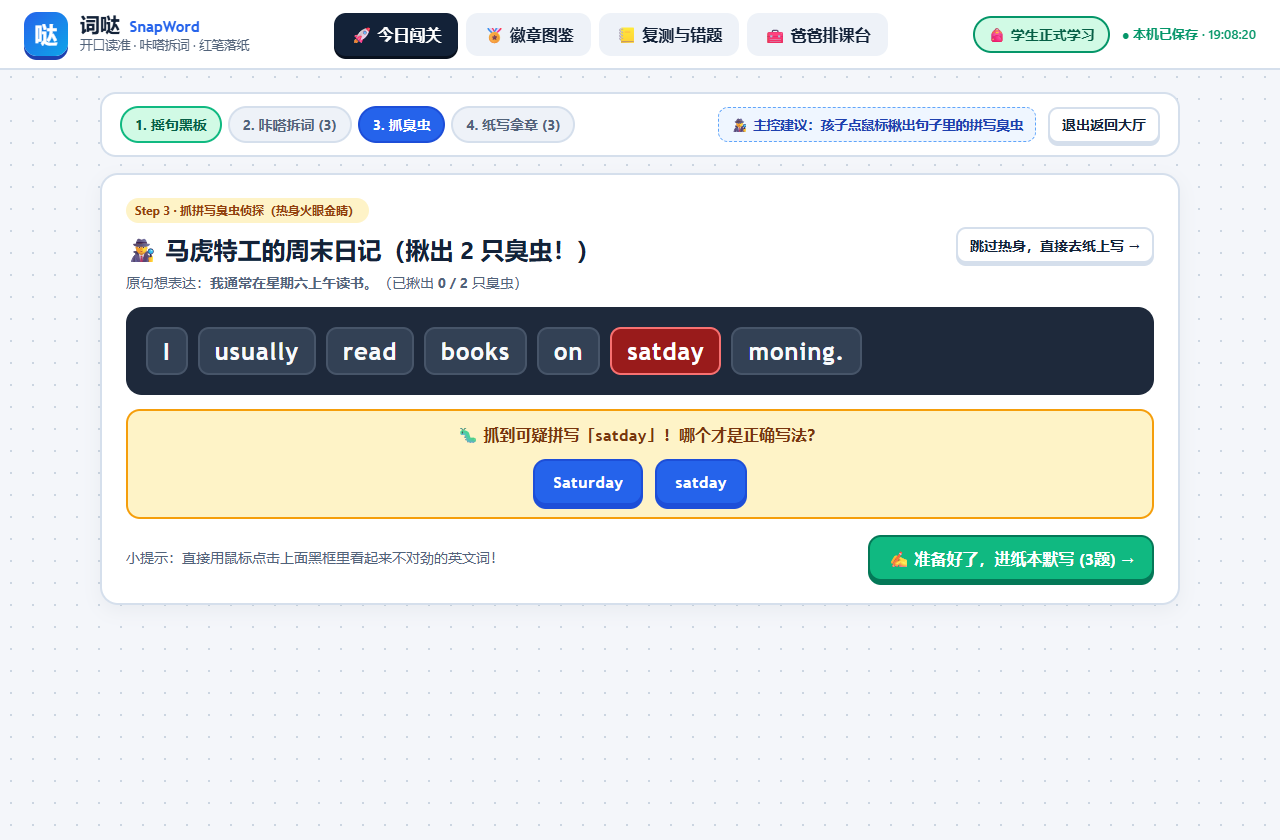 哒
词哒 SnapWord
开口读准 · 咔嗒拆词 · 红笔落纸
🚀 今日闯关
🏅 徽章图鉴
📒 复测与错题
🧰 爸爸排课台
🎒 学生正式学习
● 本机已保存 · 19:08:20
1. 摇句黑板
2. 咔嗒拆词 (3)
3. 抓臭虫
4. 纸写拿章 (3)
🕵️ 主控建议：孩子点鼠标揪出句子里的拼写臭虫
退出返回大厅
Step 3 · 抓拼写臭虫侦探（热身火眼金睛）
🕵️ 马虎特工的周末日记（揪出 2 只臭虫！）
跳过热身，直接去纸上写 →
原句想表达：我通常在星期六上午读书。（已揪出 0 / 2 只臭虫）
I usually read books on satday moning.
🐛 抓到可疑拼写「satday」！哪个才是正确写法？
Saturday
satday
小提示：直接用鼠标点击上面黑框里看起来不对劲的英文词！
✍️ 准备好了，进纸本默写 (3题) →